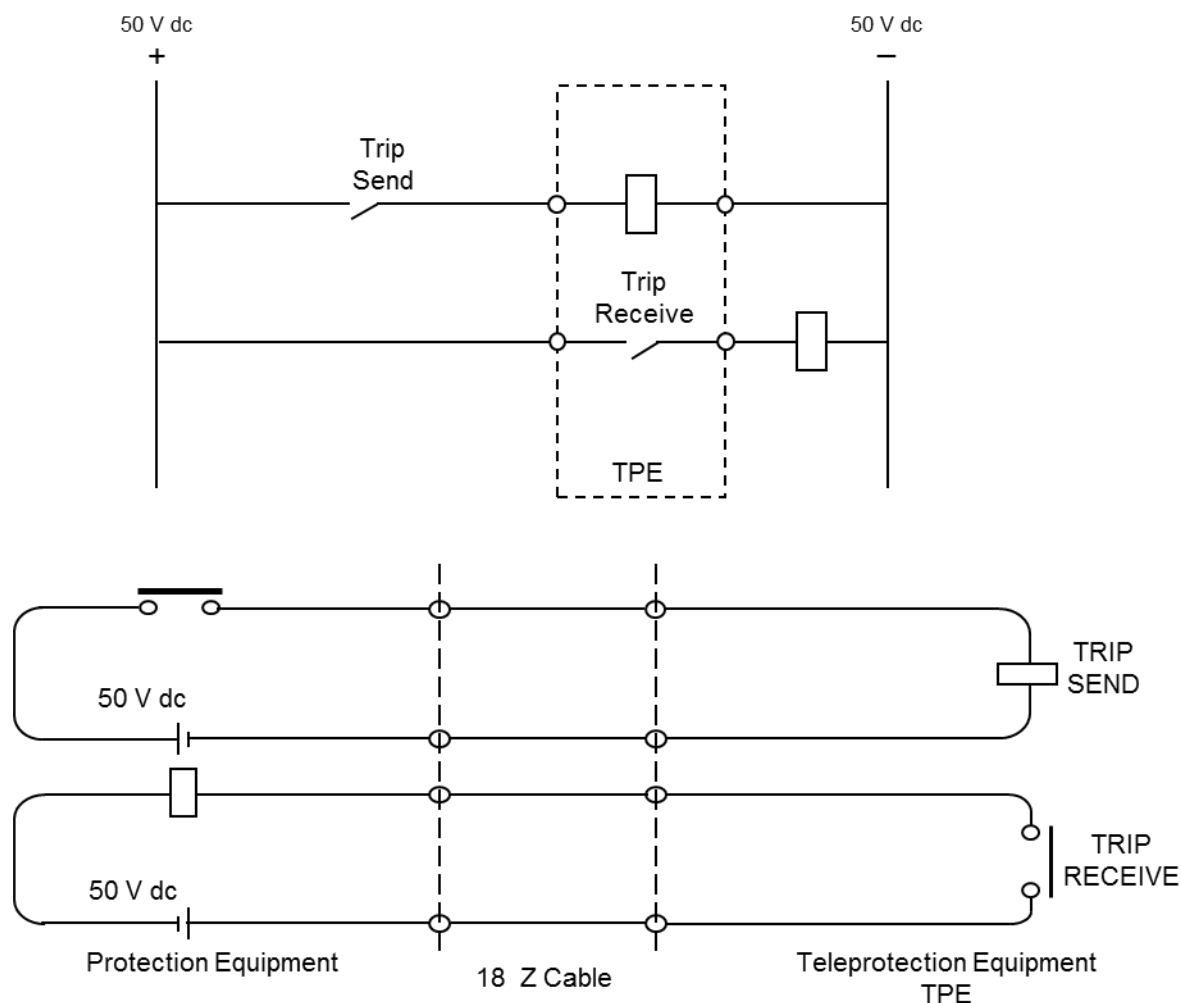 50 V dc
50 V dc
+
−
Trip
Send
Trip
Receive
TPE
TRIP
SEND
50 V dc
TRIP
RECEIVE
50 V dc
Protection Equipment
18 Z Cable
Teleprotection Equipment
TPE